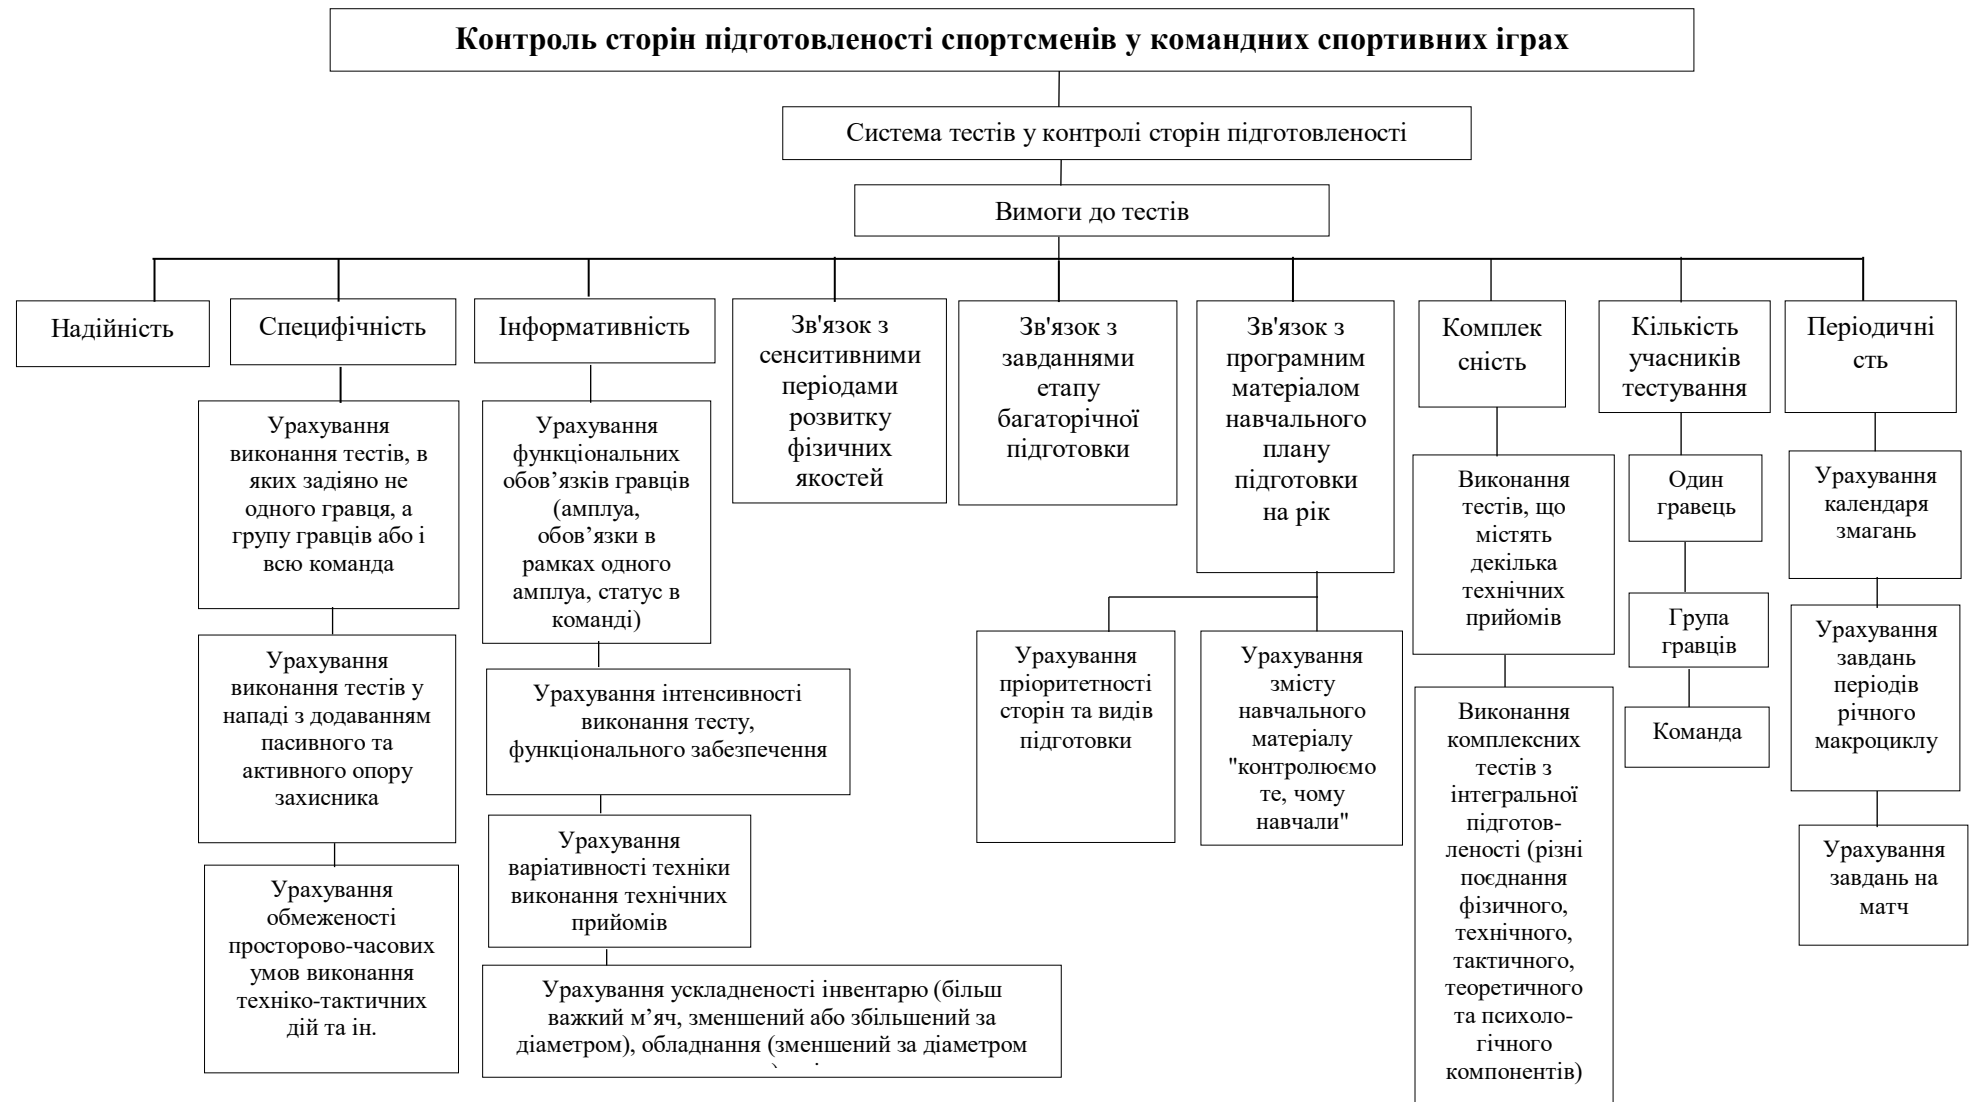 Контроль сторін підготовленості спортсменів у командних спортивних іграх
Система тестів у контролі сторін підготовленості
Вимоги до тестів
Надійність
Специфічність
Урахування
виконання тестів, в
яких задіяно не
одного гравця, а
групу гравців або і
всю команда
Урахування
виконання тестів у
нападі з додаванням
пасивного та
активного опору
захисника
Урахування
обмеженості
просторово-часових
умов виконання
техніко-тактичних
дій та ін.
Інформативність
Урахування
функціональних
обов’язків гравців
(амплуа,
обов’язки в
рамках одного
амплуа, статус в
команді)
Урахування інтенсивності
виконання тесту,
функціонального забезпечення
Урахування
варіативності техніки
виконання технічних
прийомів
Урахування ускладненості інвентарю (більш
важкий м’яч, зменшений або збільшений за
діаметром), обладнання (зменшений за діаметром
Зв'язок з
сенситивними
періодами
розвитку
фізичних
якостей
Зв'язок з
завданнями
етапу
багаторічної
підготовки
Зв'язок з
програмним
матеріалом
навчального
плану
підготовки
на рік
Урахування
пріоритетності
сторін та видів
підготовки
Урахування
змісту
навчального
матеріалу
"контролюємо
те, чому
навчали"
Комплек
сність
Виконання
тестів, що
містять
декілька
технічних
прийомів
Виконання
комплексних
тестів з
інтегральної
підготов-
леності (різні
поєднання
фізичного,
технічного,
тактичного,
теоретичного
та психоло-
гічного
компонентів)
Кількість
учасників
тестування
Один
гравець
Група
гравців
Команда
Періодичні
сть
Урахування
календаря
змагань
Урахування
завдань
періодів
річного
макроциклу
Урахування
завдань на
матч